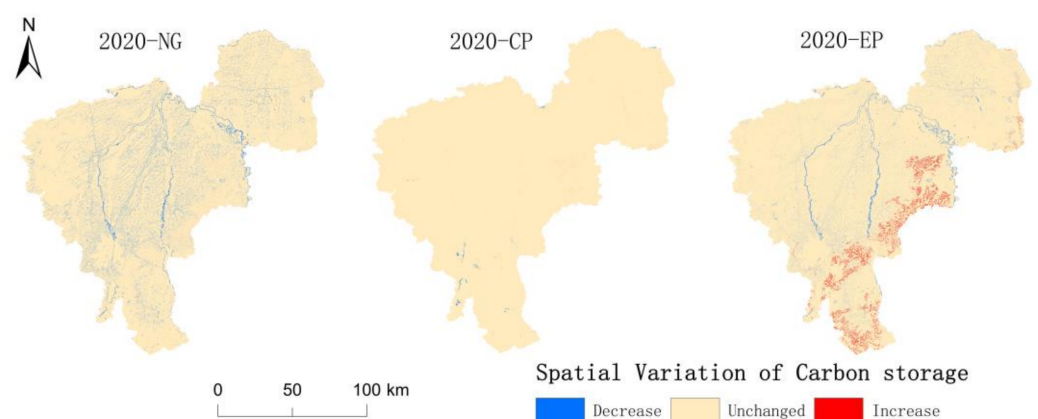 N
2020-NG
2020-CP
2020-EP
0 50 100 km
Spatial Variation of Carbon storage
Decrease Unchanged Increase